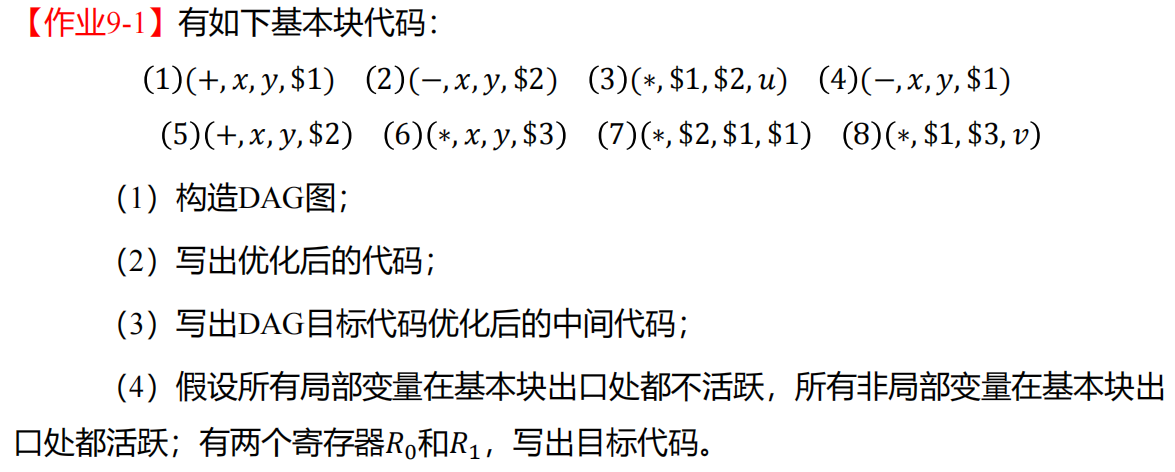 【作业9-1】有如下基本块代码：
(1)(+, x, y, $1) (2)(−, x, y, $2) (3)(∗, $1, $2, u) (4)(−, x, y, $1)
(5)(+, x, y, $2) (6)(∗, x, y, $3) (7)(∗, $2, $1, $1) (8)(∗, $1, $3, v)
（1）构造DAG图；
（2）写出优化后的代码；
（3）写出DAG目标代码优化后的中间代码；
（4）假设所有局部变量在基本块出口处都不活跃，所有非局部变量在基本块出
口处都活跃；有两个寄存器R₀和R₁，写出目标代码。